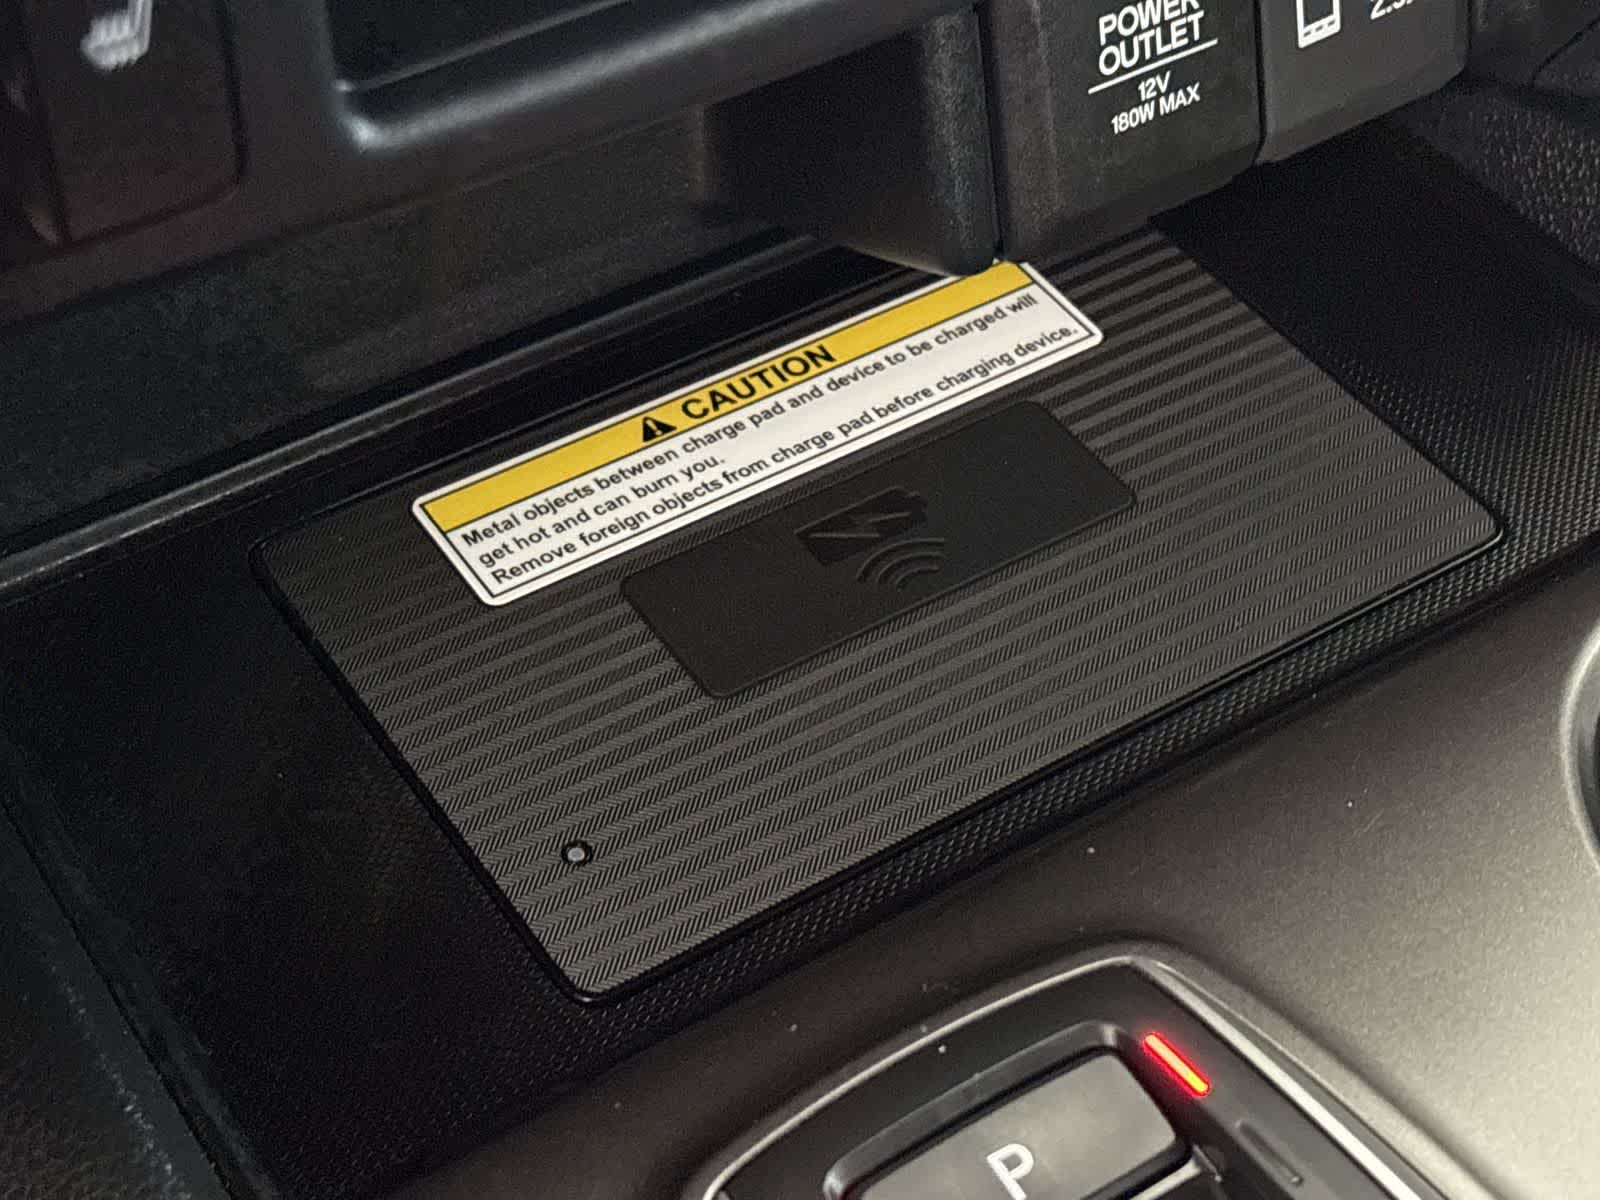 POWER
OUTLET
12V
180W MAX
CAUTION
Metal objects between charge pad and device to be charged will
get hot and can burn you.
Remove foreign objects from charge pad before charging device.
P